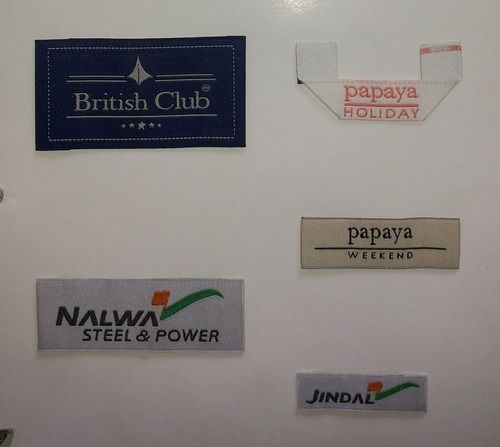 British Club
papaya
HOLIDAY
papaya
WEEKEND
NALWA
STEEL & POWER
JINDAL